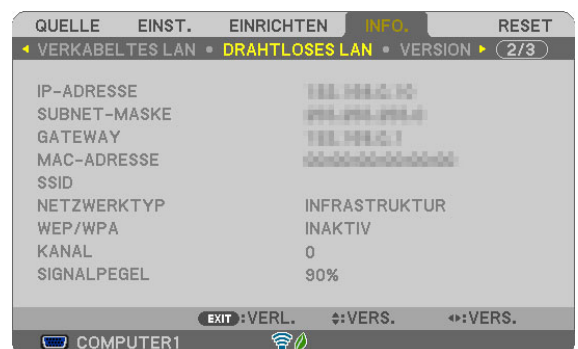 QUELLE EINST. EINRICHTEN INFO. RESET
VERKABELTES LAN • DRAHTLOSES LAN • VERSION 2/3
IP-ADRESSE
SUBNET-MASKE
GATEWAY
MAC-ADRESSE
SSID
NETZWERKTYP INFRASTRUKTUR
WEP/WPA INAKTIV
KANAL 0
SIGNALPEGEL 90%
EXIT :VERL. :VERS. :VERS.
COMPUTER1